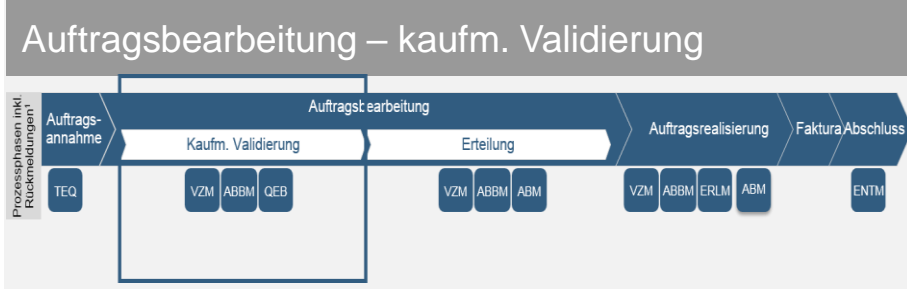 Auftragsbearbeitung – kaufm. Validierung
Prozessphasen inkl.
Rückmeldungen¹
Auftrags-
annahme
Auftragsbearbeitung
Kaufm. Validierung
Erteilung
Auftragsrealisierung
Faktura
Abschluss
TEQ
VZM
ABBM
QEB
VZM
ABBM
ABM
VZM
ABBM
ERLM
ABM
ENTM